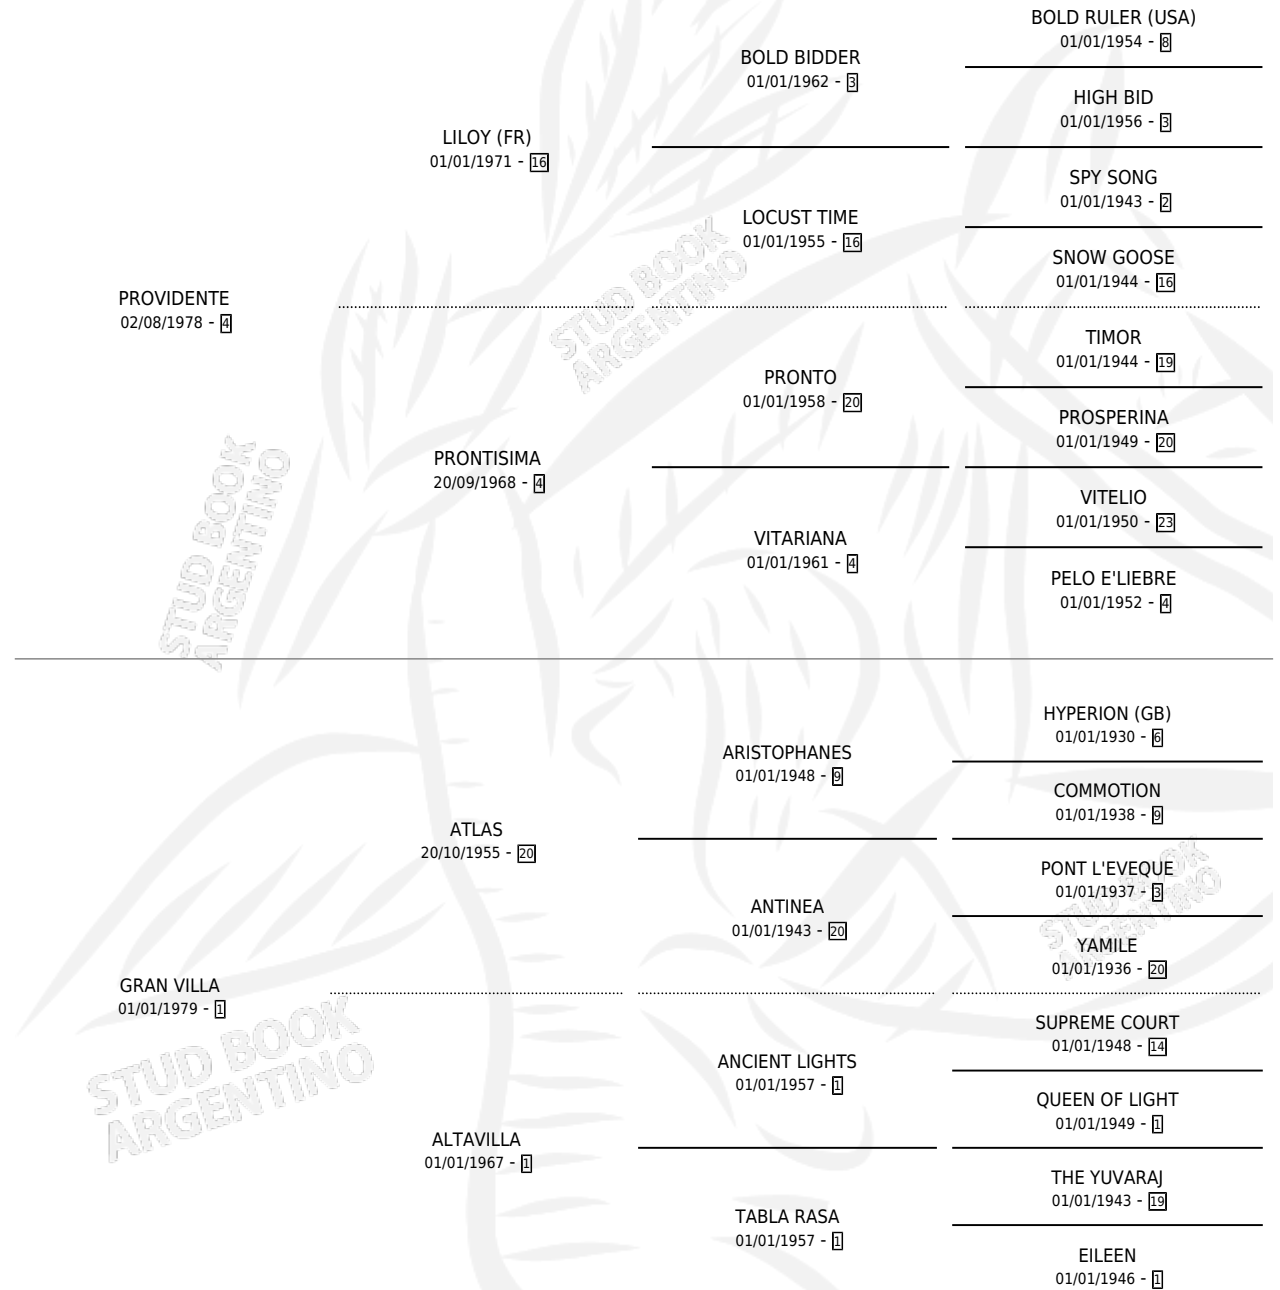 PROVIDENTE
02/08/1978 - 4
LILOY (FR)
01/01/1971 - 16
BOLD BIDDER
01/01/1962 - 3
BOLD RULER (USA)
01/01/1954 - 8
HIGH BID
01/01/1956 - 3
LOCUST TIME
01/01/1955 - 16
SPY SONG
01/01/1943 - 2
SNOW GOOSE
01/01/1944 - 16
PRONTISIMA
20/09/1968 - 4
PRONTO
01/01/1958 - 20
TIMOR
01/01/1944 - 19
PROSPERINA
01/01/1949 - 20
VITARIANA
01/01/1961 - 4
VITELIO
01/01/1950 - 23
PELO E'LIEBRE
01/01/1952 - 4
GRAN VILLA
01/01/1979 - 1
ATLAS
20/10/1955 - 20
ARISTOPHANES
01/01/1948 - 9
HYPERION (GB)
01/01/1930 - 6
COMMOTION
01/01/1938 - 9
ANTINEA
01/01/1943 - 20
PONT L'EVEQUE
01/01/1937 - 3
YAMILE
01/01/1936 - 20
ALTAVILLA
01/01/1967 - 1
ANCIENT LIGHTS
01/01/1957 - 1
SUPREME COURT
01/01/1948 - 14
QUEEN OF LIGHT
01/01/1949 - 1
TABLA RASA
01/01/1957 - 1
THE YUVARAJ
01/01/1943 - 19
EILEEN
01/01/1946 - 1
STUD BOOK
ARGENTINO
STUD BOOK
ARGENTINO
STUD BOOK
ARGENTINO
STUD BOOK
ARGENTINO